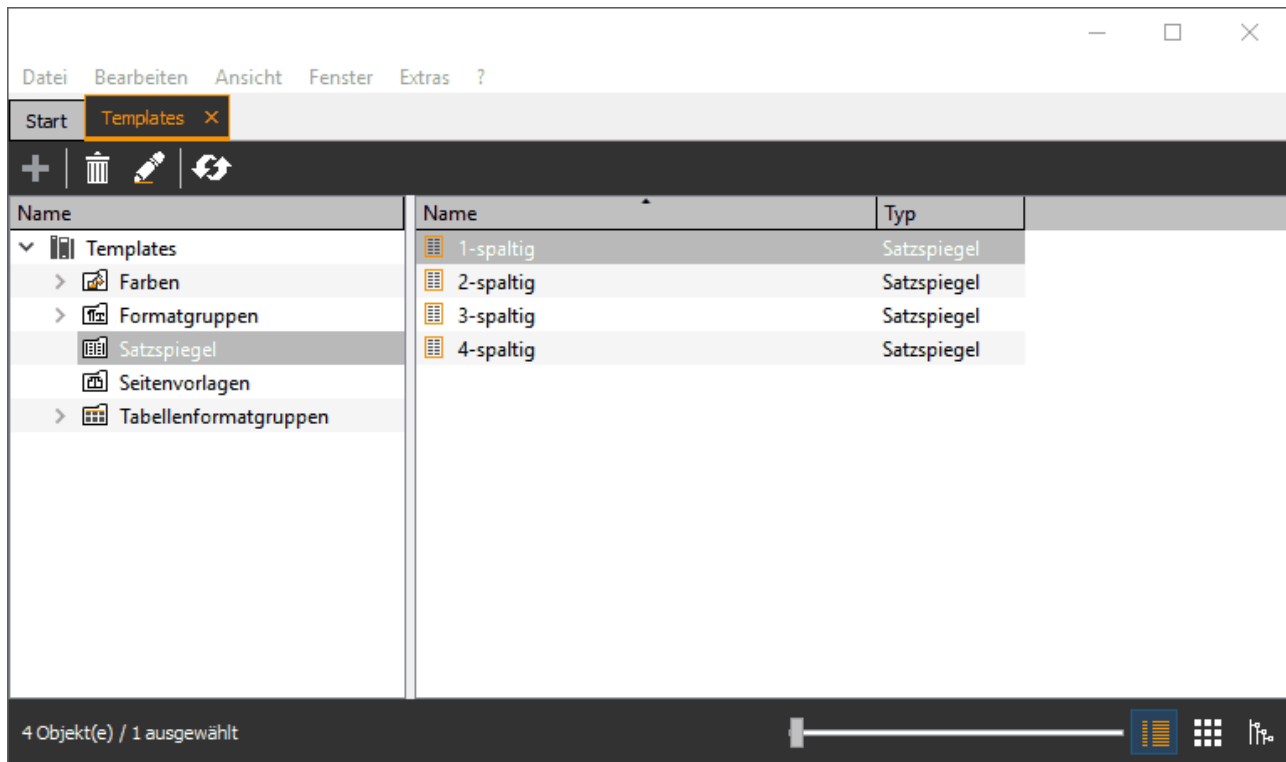 Datei Bearbeiten Ansicht Fenster Extras ?
Start Templates
Name
Templates
Farben
Formatgruppen
Satzspiegel
Seitenvorlagen
Tabellenformatgruppen
Name Typ
1-spaltig Satzspiegel
2-spaltig Satzspiegel
3-spaltig Satzspiegel
4-spaltig Satzspiegel
4 Objekt(e) / 1 ausgewählt